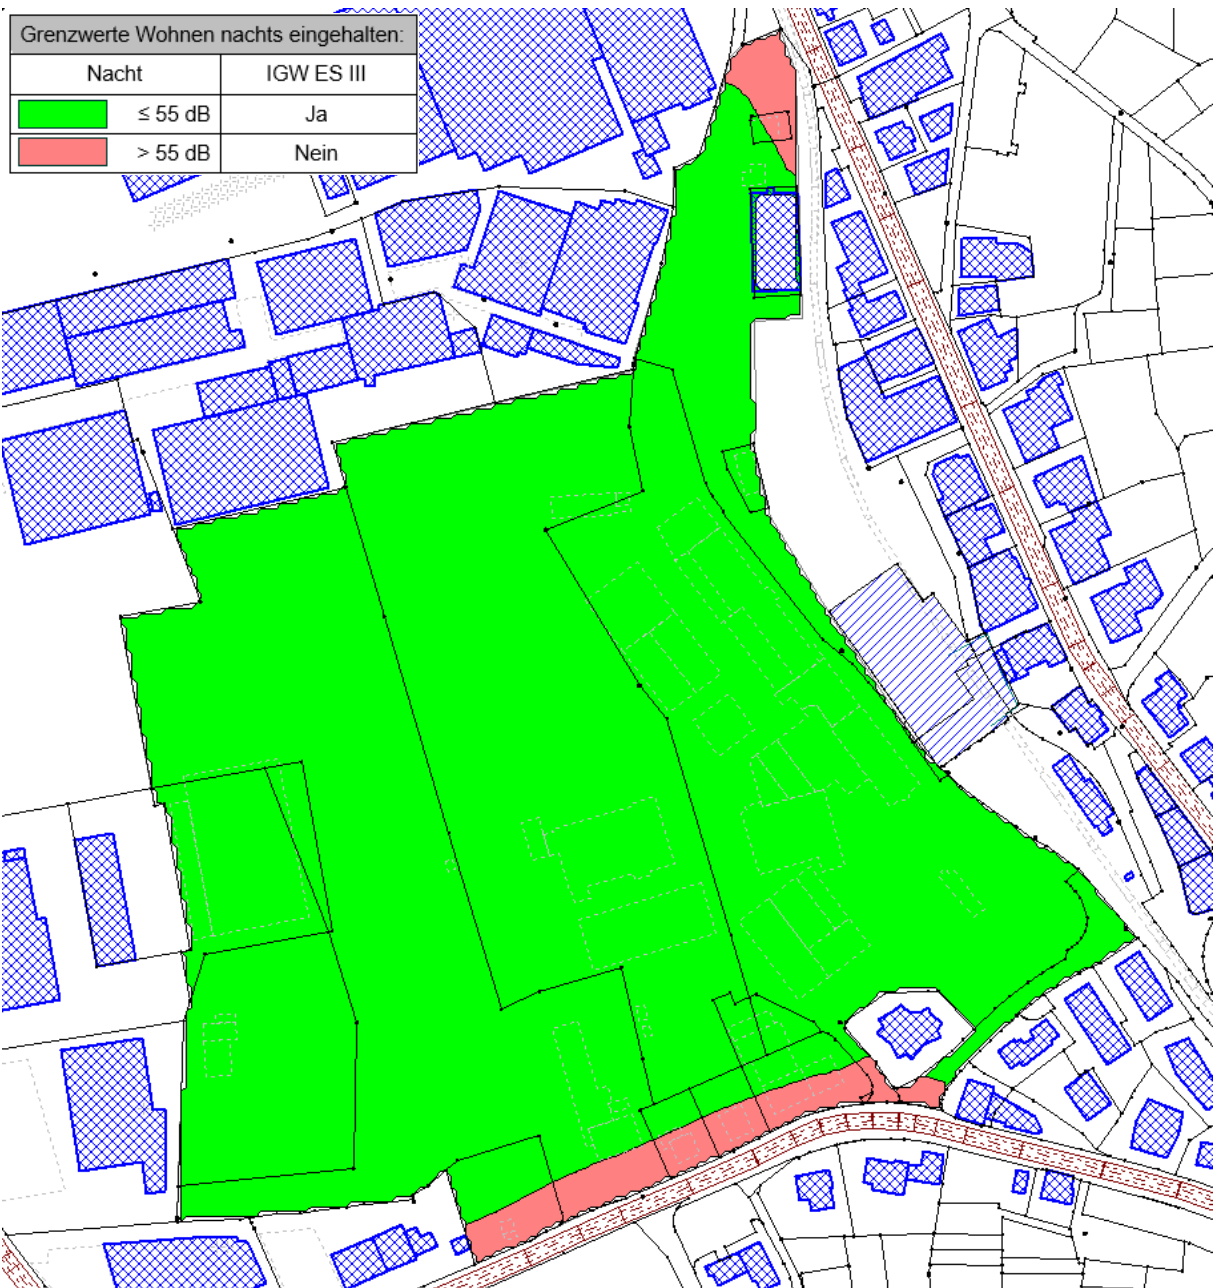 Grenzwerte Wohnen nachts eingehalten:
Nacht IGW ES III
≤ 55 dB Ja
> 55 dB Nein